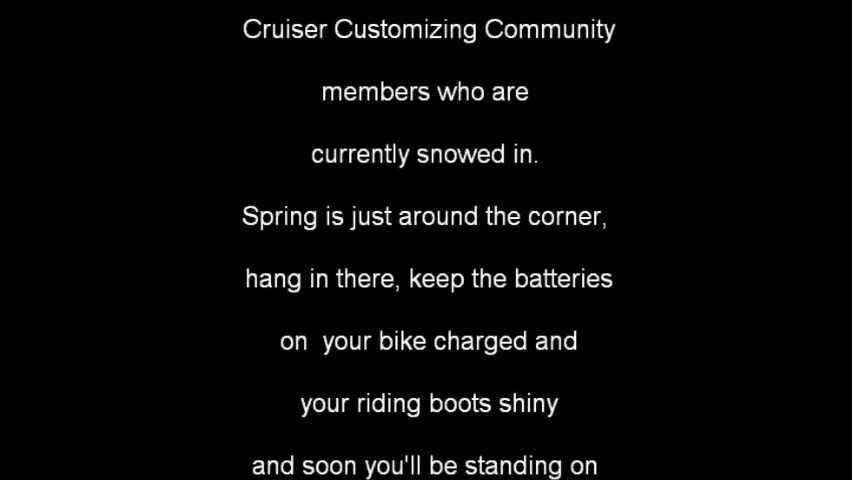 Cruiser Customizing Community
members who are
currently snowed in.
Spring is just around the corner,
hang in there, keep the batteries
on  your bike charged and
your riding boots shiny
and soon you'll be standing on